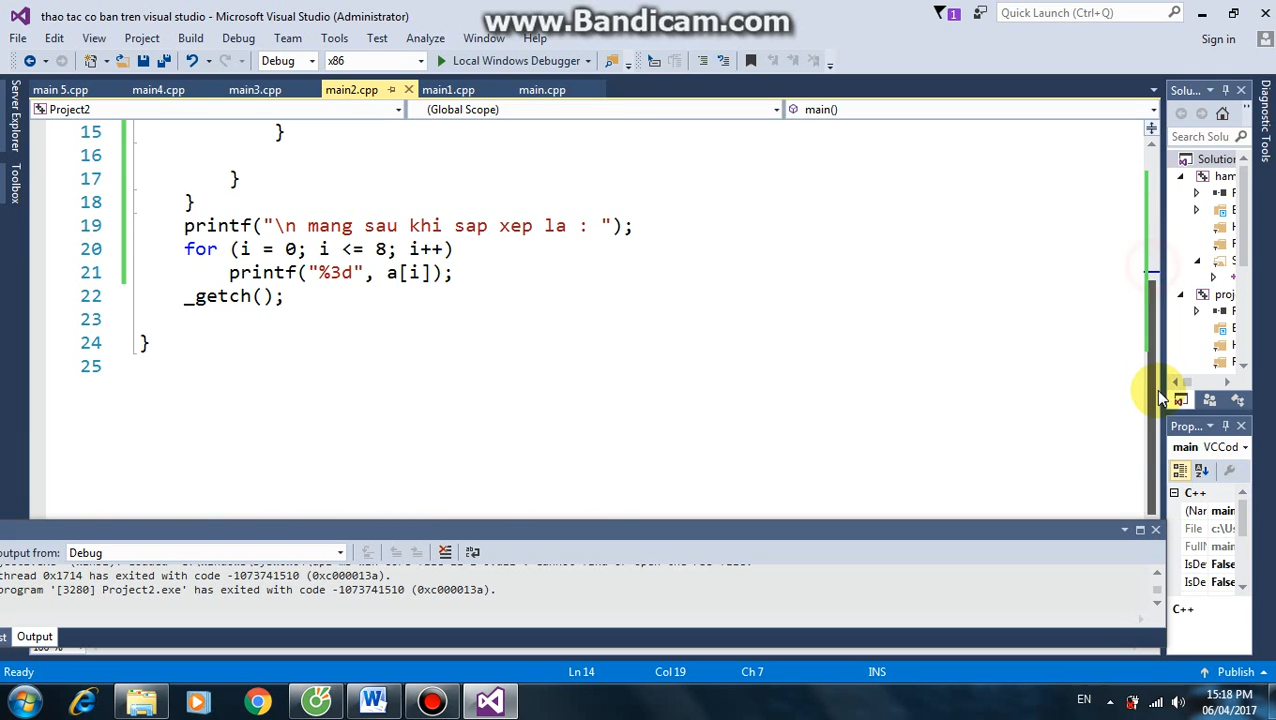 thao tac co ban tren visual studio - Microsoft Visual Studio (Administrator)
www.Bandicam.com
1
Quick Launch (Ctrl+Q)
File Edit View Project Build Debug Team Tools Test Analyze Window Help
Sign in
Debug x86 Local Windows Debugger
Server Explorer
Toolbox
main 5.cpp main4.cpp main3.cpp main2.cpp main1.cpp main.cpp
Project2 (Global Scope) main()
15 }
16
17 }
18 }
19 printf("\n mang sau khi sap xep la : ");
20 for (i = 0; i <= 8; i++)
21 printf("%3d", a[i]);
22 _getch();
23
24 }
25
Solu...
Search Solu
Solution
ham
proj
Diagnostic Tools
Prop...
main VCCod
C++
(Nar main
File c:\Us
FullN main
IsDe False
IsDe False
C++
output from: Debug
thread 0x1714 has exited with code -1073741510 (0xc000013a).
program '[3280] Project2.exe' has exited with code -1073741510 (0xc000013a).
st Output
100 %
Ready Ln 14 Col 19 Ch 7 INS Publish
EN
15:18 PM
06/04/2017